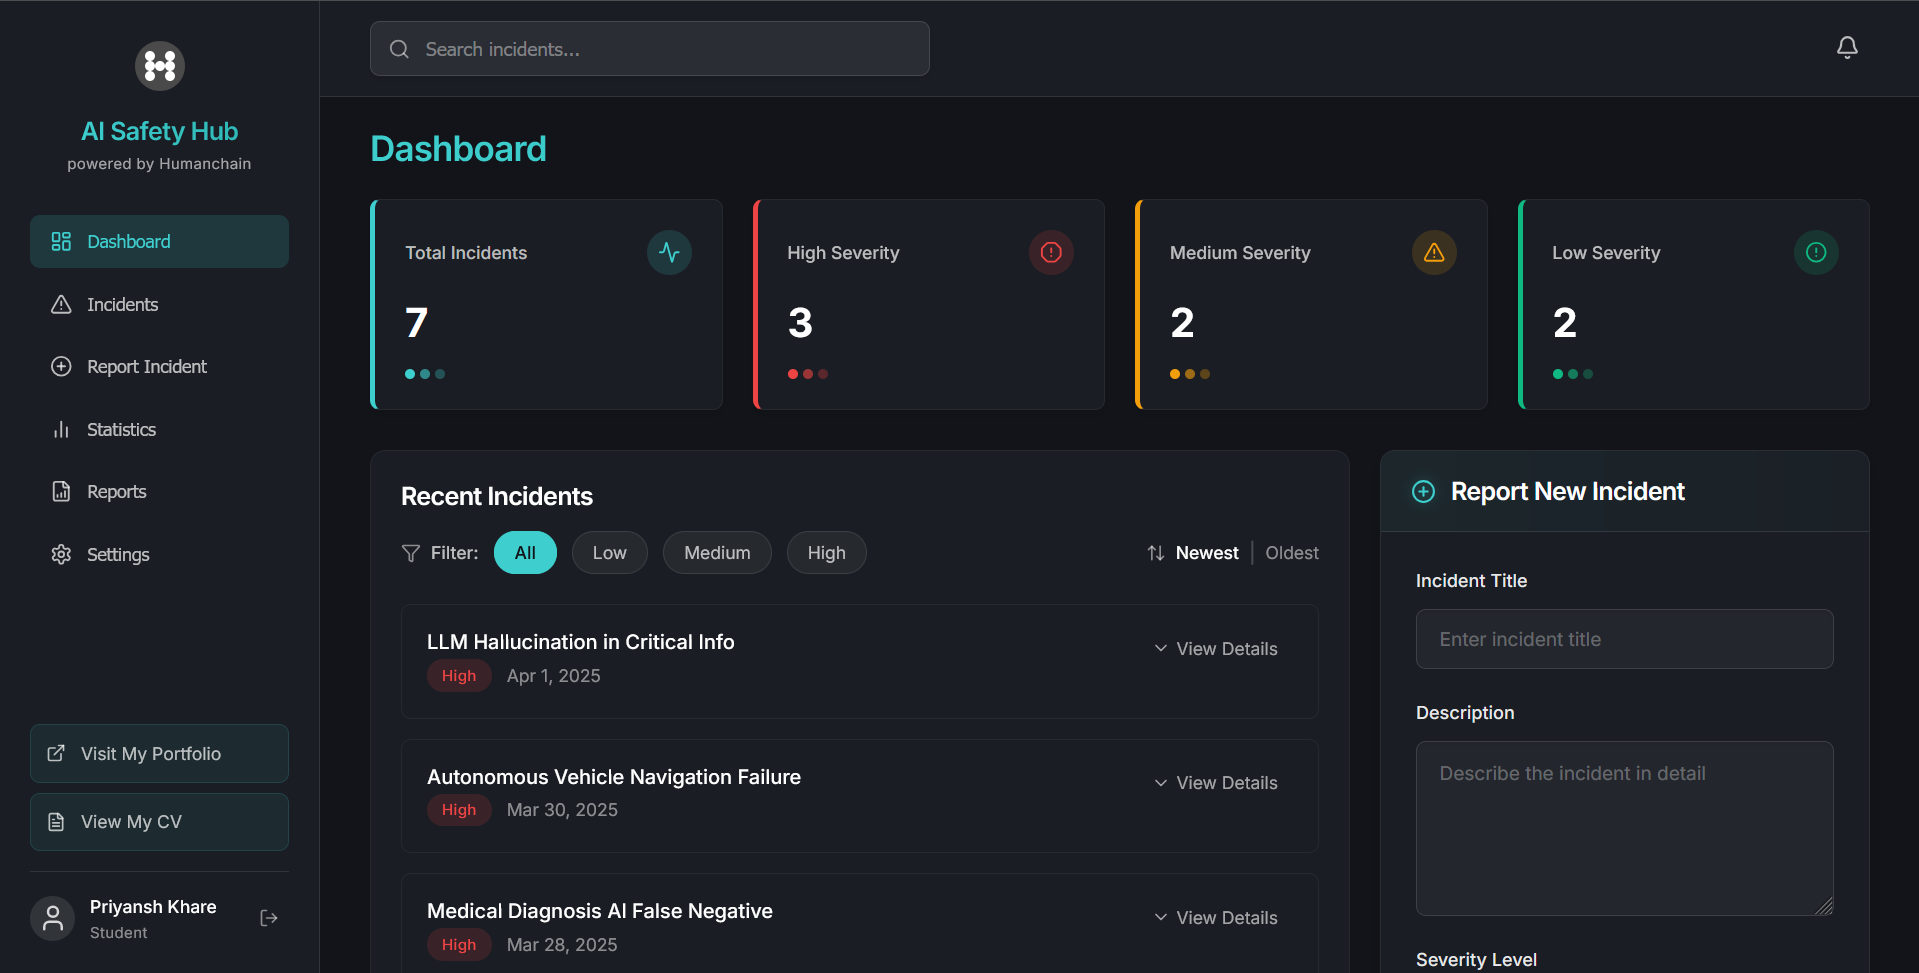 AI Safety Hub
powered by Humanchain
Dashboard
Incidents
Report Incident
Statistics
Reports
Settings
Visit My Portfolio
View My CV
Priyansh Khare
Student
Search incidents...
Dashboard
Total Incidents
7
High Severity
3
Medium Severity
2
Low Severity
2
Recent Incidents
Filter: All Low Medium High Newest | Oldest
LLM Hallucination in Critical Info
View Details
High Apr 1, 2025
Autonomous Vehicle Navigation Failure
View Details
High Mar 30, 2025
Medical Diagnosis AI False Negative
View Details
High Mar 28, 2025
Report New Incident
Incident Title
Enter incident title
Description
Describe the incident in detail
Severity Level